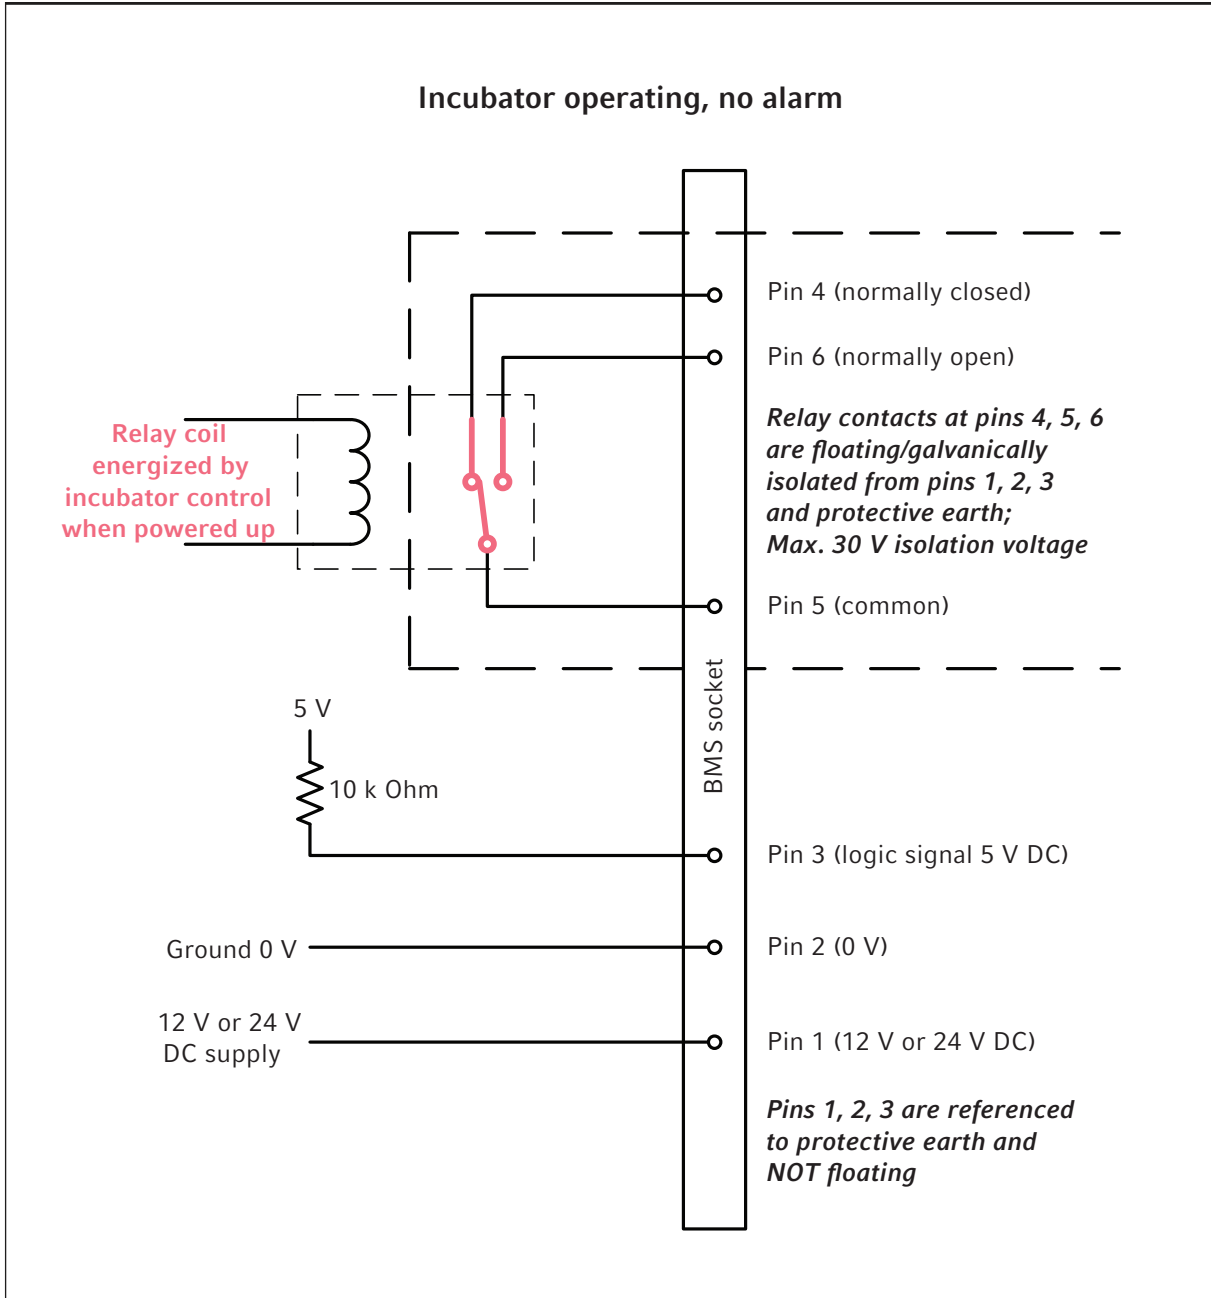 Incubator operating, no alarm
Pin 4 (normally closed)
Pin 6 (normally open)
Relay contacts at pins 4, 5, 6
are floating/galvanically
isolated from pins 1, 2, 3
and protective earth;
Max. 30 V isolation voltage
Relay coil
energized by
incubator control
when powered up
Pin 5 (common)
BMS socket
5 V
10 k Ohm
Pin 3 (logic signal 5 V DC)
Ground 0 V
Pin 2 (0 V)
12 V or 24 V
DC supply
Pin 1 (12 V or 24 V DC)
Pins 1, 2, 3 are referenced
to protective earth and
NOT floating